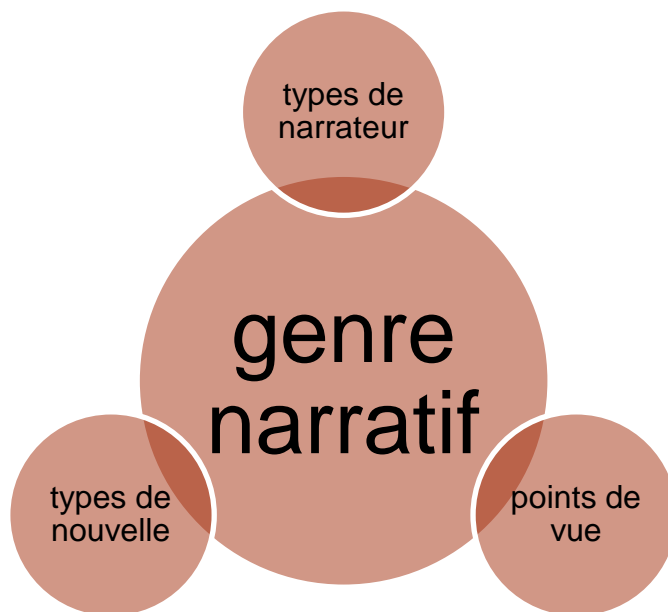 types de
narrateur
genre
narratif
types de
nouvelle
points de
vue